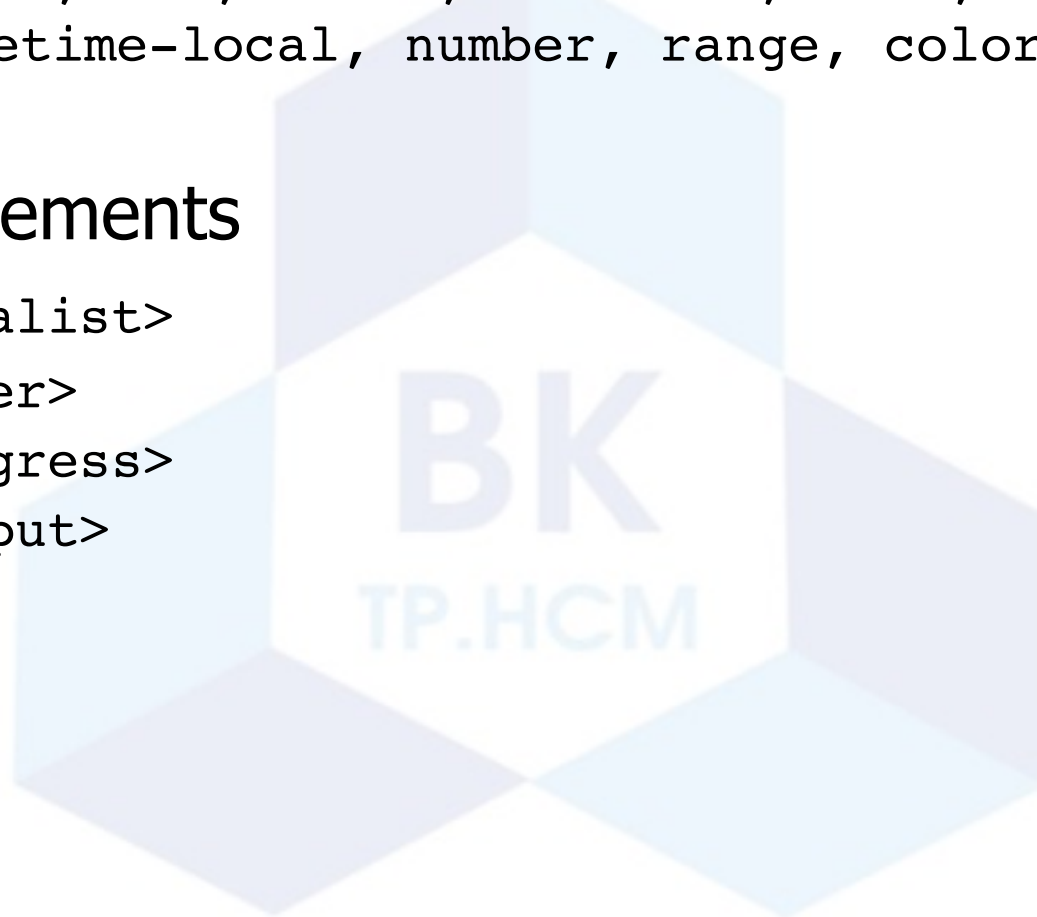 etime-local, number, range, color
ements
alist>
er>
gress>
put>
BK
TP.HCM